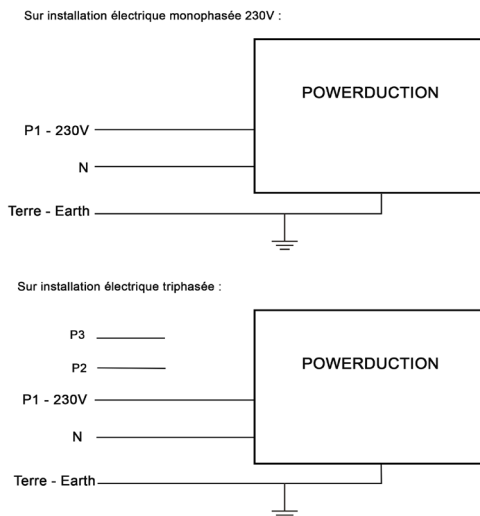 Sur installation électrique monophasée 230V :
POWERDUCTION
P1 - 230V
N
Terre - Earth
Sur installation électrique triphasée :
P3
P2
POWERDUCTION
P1 - 230V
N
Terre - Earth